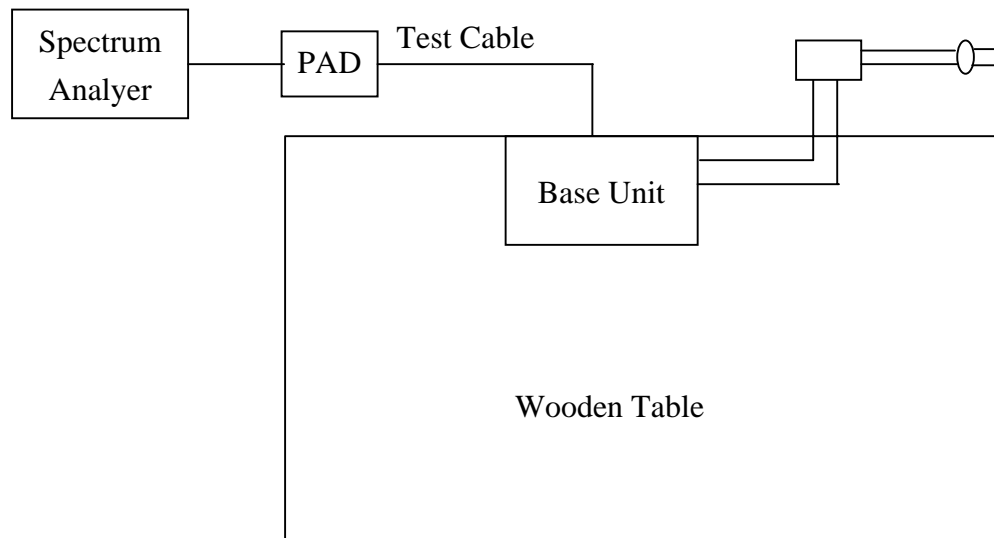 Spectrum
Analyer
PAD
Test Cable
Base Unit
Wooden Table